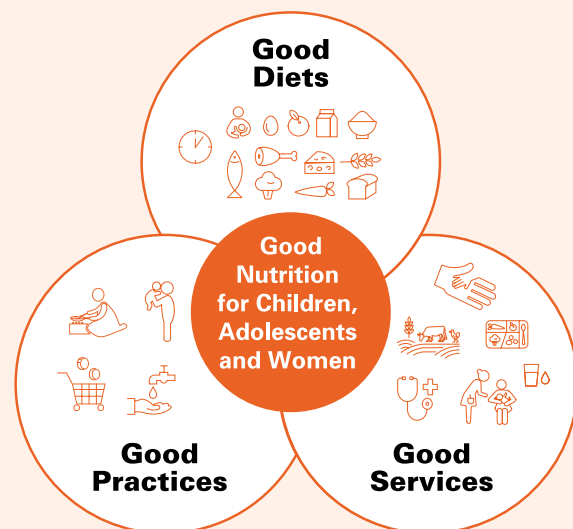 Good
Diets
Good
Nutrition
for Children,
Adolescents
and Women
Good
Practices
Good
Services